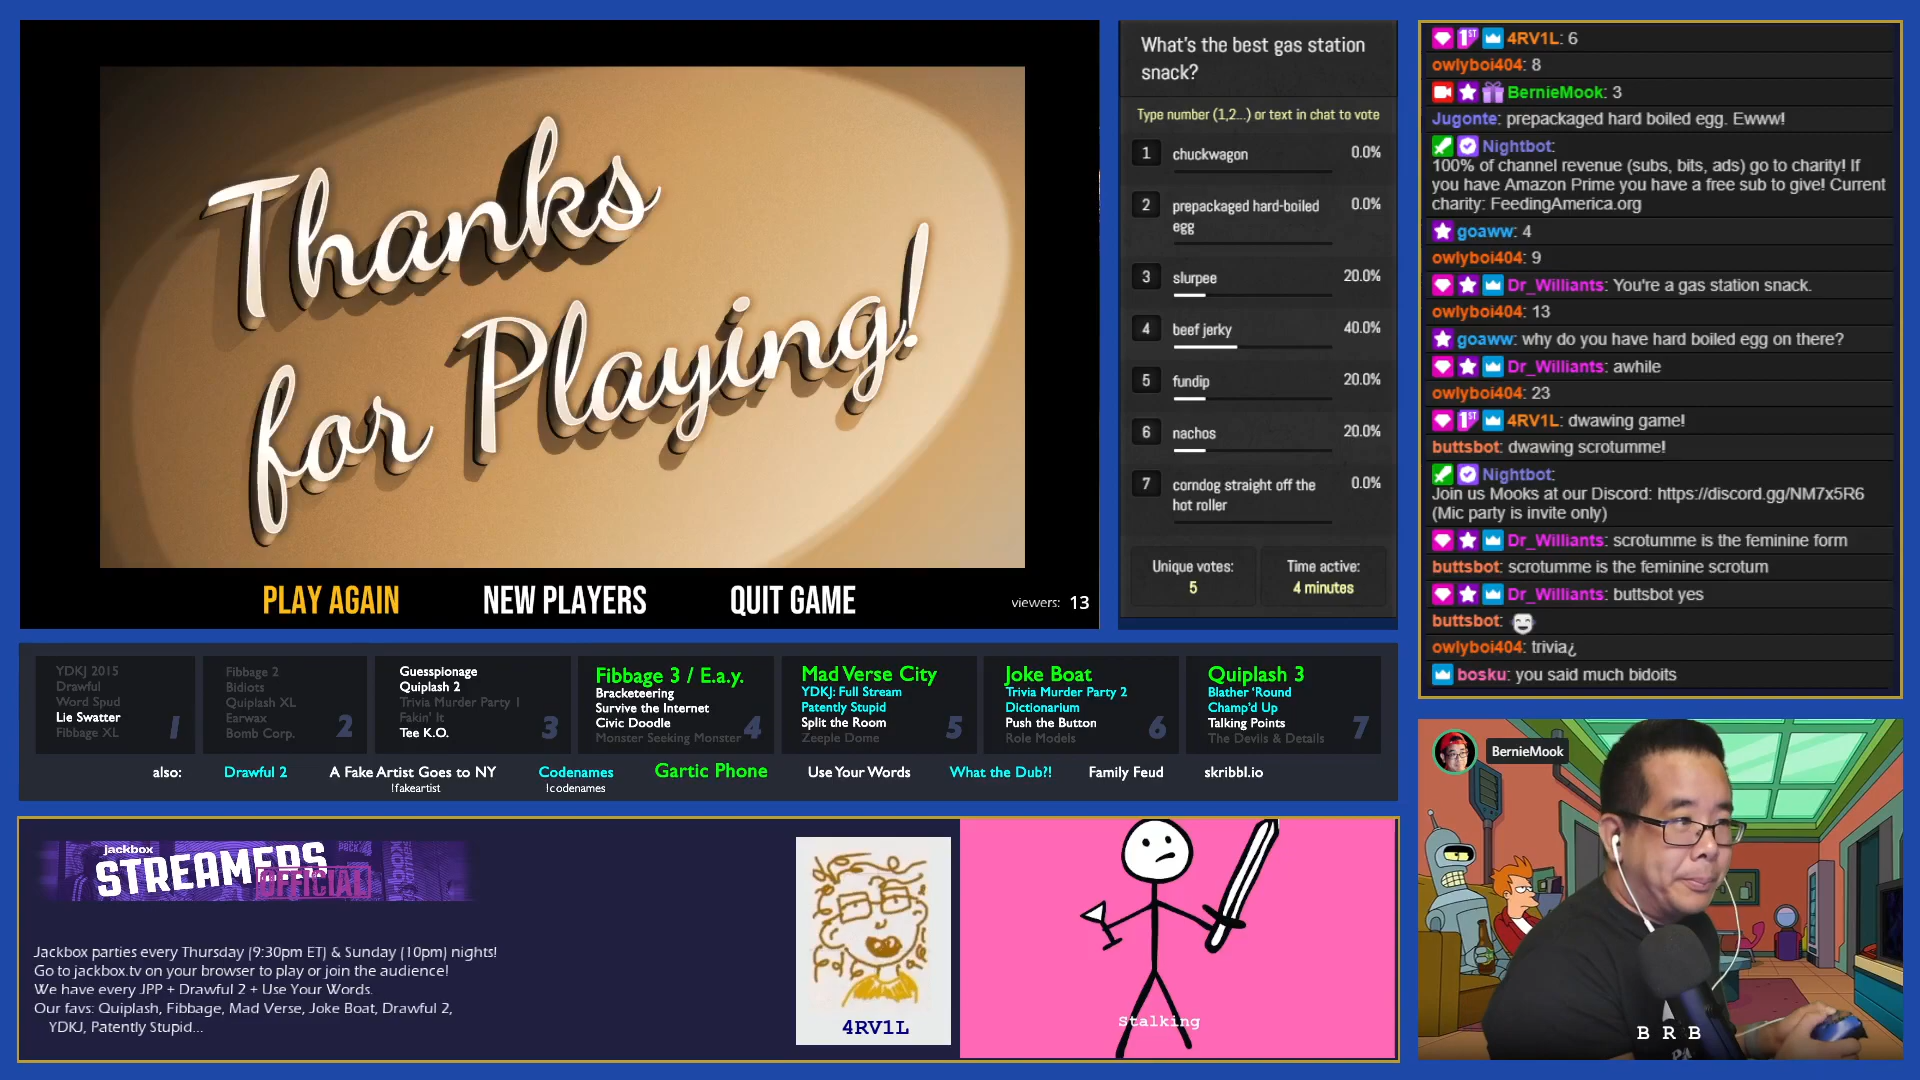 Thanks
for Playing!
PLAY AGAIN
NEW PLAYERS
QUIT GAME
viewers: 13
What's the best gas station
snack?
Type number (1,2...) or text in chat to vote
1 chuckwagon 0.0%
2 prepackaged hard-boiled 0.0%
egg
3 slurpee 20.0%
4 beef jerky 40.0%
5 fundip 20.0%
6 nachos 20.0%
7 corndog straight off the 0.0%
hot roller
Unique votes:
5
Time active:
4 minutes
1ST 4RV1L: 6
owlyboi404: 8
BernieMook: 3
Jugonte: prepackaged hard boiled egg. Ewww!
Nightbot:
100% of channel revenue (subs, bits, ads) go to charity! If
you have Amazon Prime you have a free sub to give! Current
charity: FeedingAmerica.org
goaww: 4
owlyboi404: 9
Dr_Williants: You're a gas station snack.
owlyboi404: 13
goaww: why do you have hard boiled egg on there?
Dr_Williants: awhile
owlyboi404: 23
1ST 4RV1L: dwawing game!
buttsbot: dwawing scrotumme!
Nightbot:
Join us Mooks at our Discord: https://discord.gg/NM7x5R6
(Mic party is invite only)
Dr_Williants: scrotumme is the feminine form
buttsbot: scrotumme is the feminine scrotum
Dr_Williants: buttsbot yes
buttsbot:
owlyboi404: trivia¿
bosku: you said much bidoits
YDKJ 2015
Drawful
Word Spud
Lie Swatter
Fibbage XL
1
Fibbage 2
Bidiots
Quiplash XL
Earwax
Bomb Corp.
2
Guesspionage
Quiplash 2
Trivia Murder Party 1
Fakin' It
Tee K.O.
3
Fibbage 3 / E.a.y.
Bracketeering
Survive the Internet
Civic Doodle
Monster Seeking Monster
4
Mad Verse City
YDKJ: Full Stream
Patently Stupid
Split the Room
Zeeple Dome
5
Joke Boat
Trivia Murder Party 2
Dictionarium
Push the Button
Role Models
6
Quiplash 3
Blather 'Round
Champ'd Up
Talking Points
The Devils & Details
7
also:
Drawful 2
A Fake Artist Goes to NY
!fakeartist
Codenames
!codenames
Gartic Phone
Use Your Words
What the Dub?!
Family Feud
skribbl.io
jackbox
STREAMERS
OFFICIAL
Jackbox parties every Thursday (9:30pm ET) & Sunday (10pm) nights!
Go to jackbox.tv on your browser to play or join the audience!
We have every JPP + Drawful 2 + Use Your Words.
Our favs: Quiplash, Fibbage, Mad Verse, Joke Boat, Drawful 2,
YDKJ, Patently Stupid...
4RV1L
Stalking
BernieMook
BRB